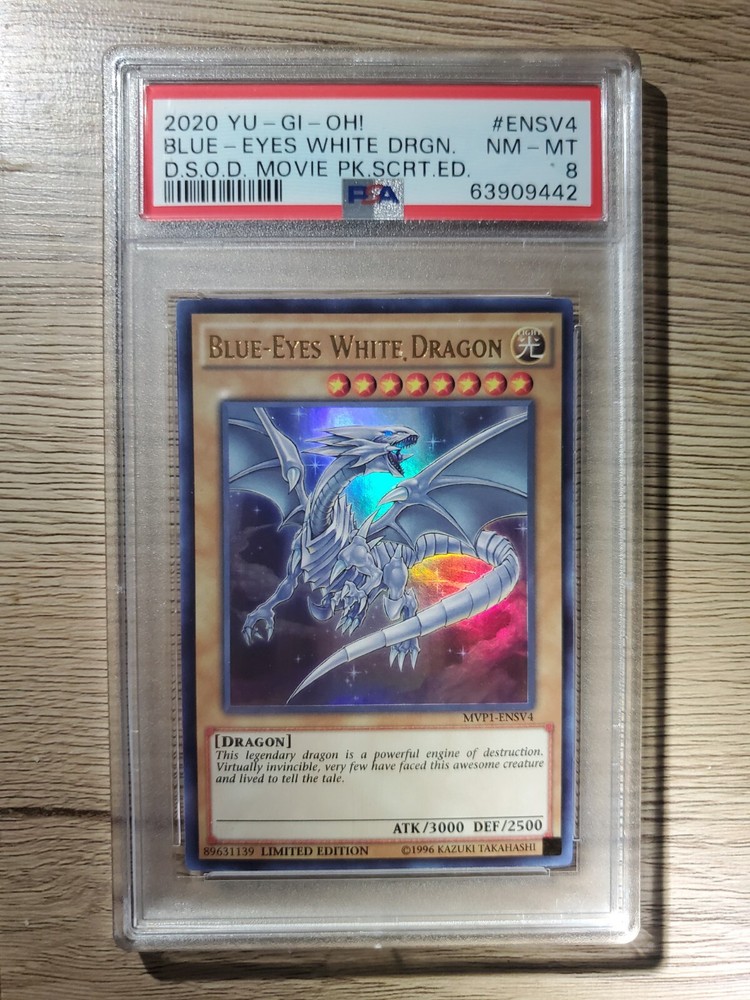 2020 YU-GI-OH! #ENSV4
BLUE-EYES WHITE DRGN. NM-MT
D.S.O.D. MOVIE PK.SCRT.ED. 8
PSA 63909442
BLUE-EYES WHITE DRAGON
LIGHT
光
MVP1-ENSV4
[DRAGON]
This legendary dragon is a powerful engine of destruction.
Virtually invincible, very few have faced this awesome creature
and lived to tell the tale.
ATK/3000 DEF/2500
89631139 LIMITED EDITION ©1996 KAZUKI TAKAHASHI